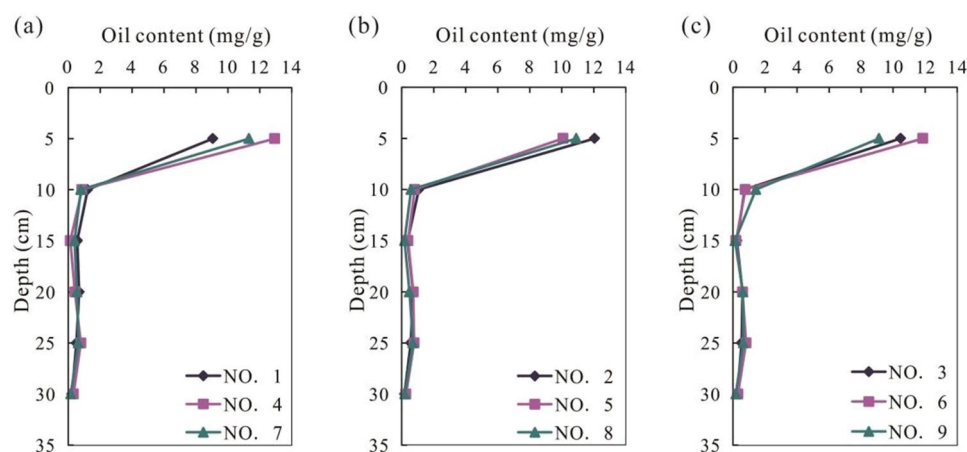 (a)
Oil content (mg/g)
0 2 4 6 8 10 12 14
0
5
10
15
20
25
30
35
Depth (cm)
NO. 1
NO. 4
NO. 7
(b)
Oil content (mg/g)
0 2 4 6 8 10 12 14
0
5
10
15
20
25
30
35
Depth (cm)
NO. 2
NO. 5
NO. 8
(c)
Oil content (mg/g)
0 2 4 6 8 10 12 14
0
5
10
15
20
25
30
35
Depth (cm)
NO. 3
NO. 6
NO. 9